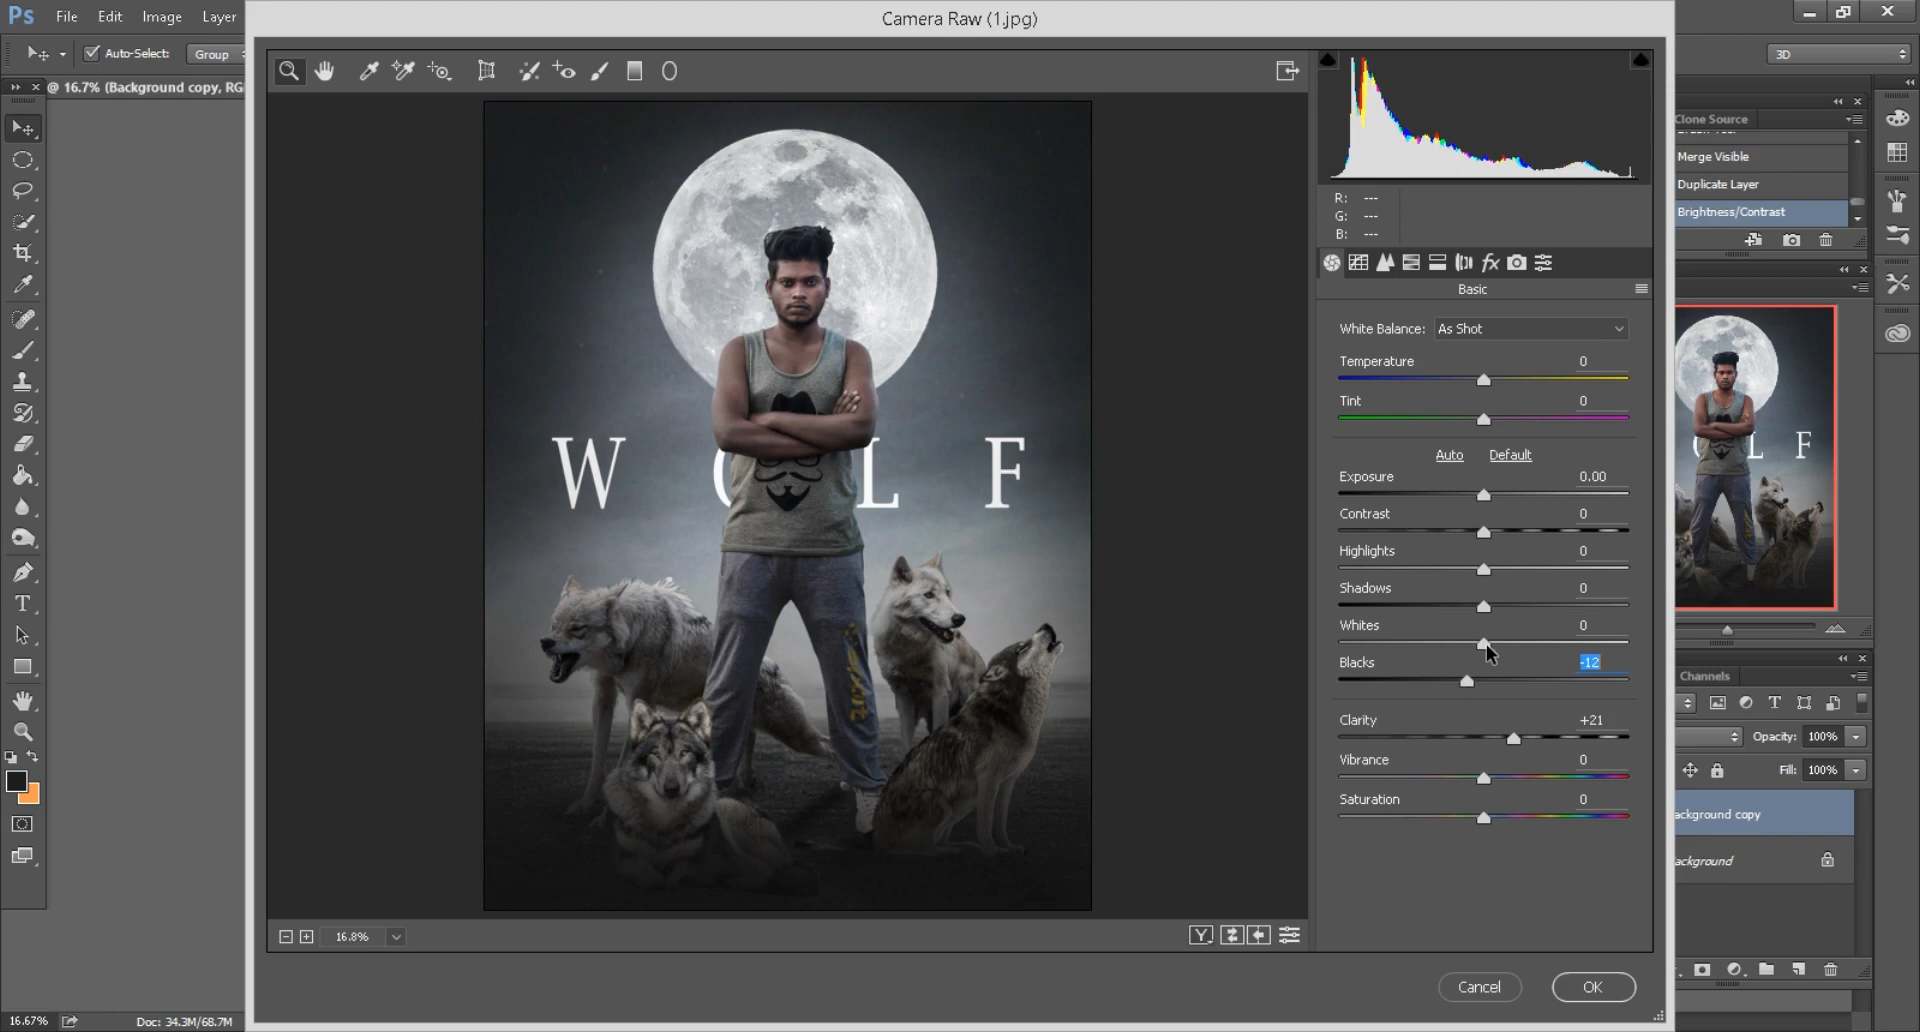 Camera Raw (1.jpg)
Ps File Edit Image Layer
Auto-Select: Group
3D
@ 16.7% (Background copy, RG
Clone Source
Merge Visible
Duplicate Layer
Brightness/Contrast
R: ---
G: ---
B: ---
Basic
White Balance: As Shot
Temperature 0
Tint 0
Auto Default
Exposure 0.00
Contrast 0
Highlights 0
Shadows 0
Whites 0
Blacks -12
Clarity +21
Vibrance 0
Saturation 0
W O L F
L F
Channels
Opacity: 100%
Fill: 100%
ackground copy
ackground
16.8%
Cancel OK
16.67% Doc: 34.3M/68.7M